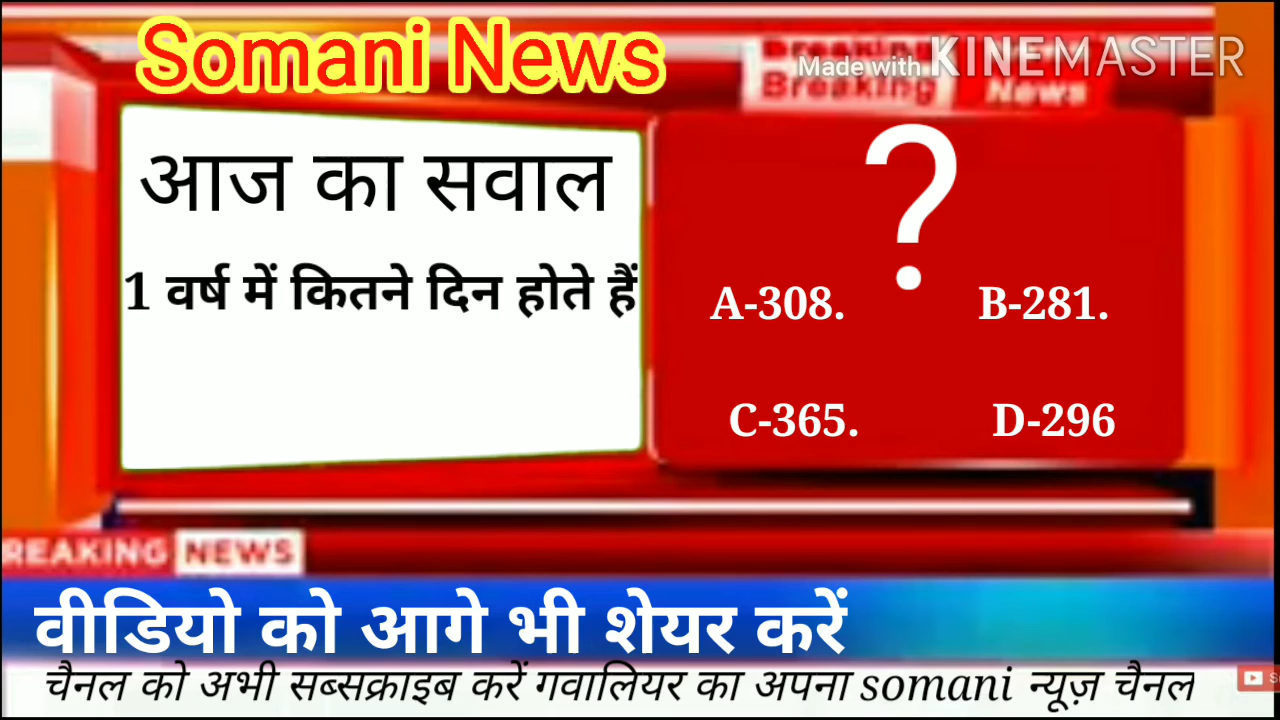 Somani News
Breaking
Made with KINEMASTER
Breaking
News
आज का सवाल
?
1 वर्ष में कितने दिन होते हैं
A-308. B-281.
C-365. D-296
REAKING NEWS
वीडियो को आगे भी शेयर करें
चैनल को अभी सब्सक्राइब करें गवालियर का अपना somani न्यूज़ चैनल